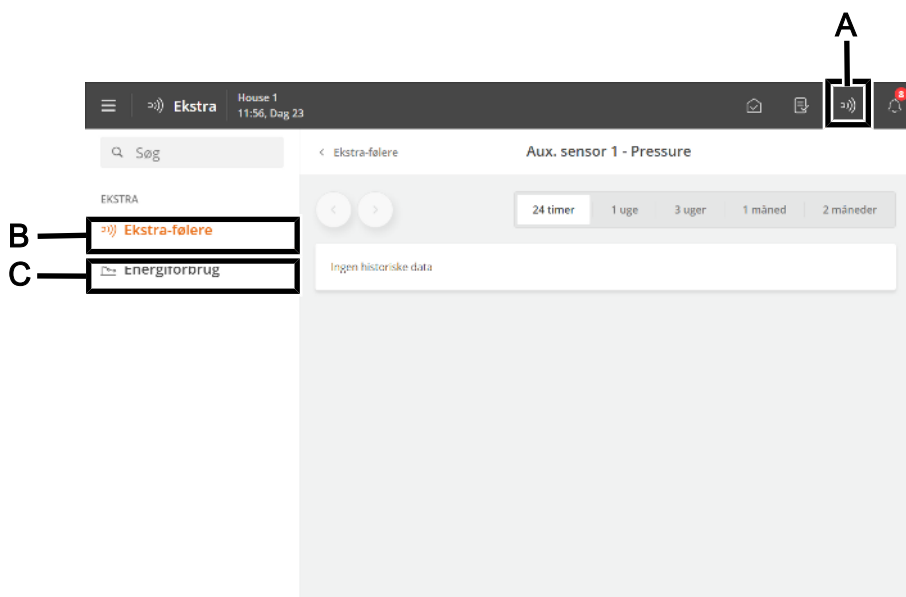 A
Ekstra
House 1
11:56, Dag 23
8
Søg
Ekstra-følere
Aux. sensor 1 - Pressure
EKSTRA
24 timer
1 uge
3 uger
1 måned
2 måneder
B
Ekstra-følere
C
Energiforbrug
Ingen historiske data